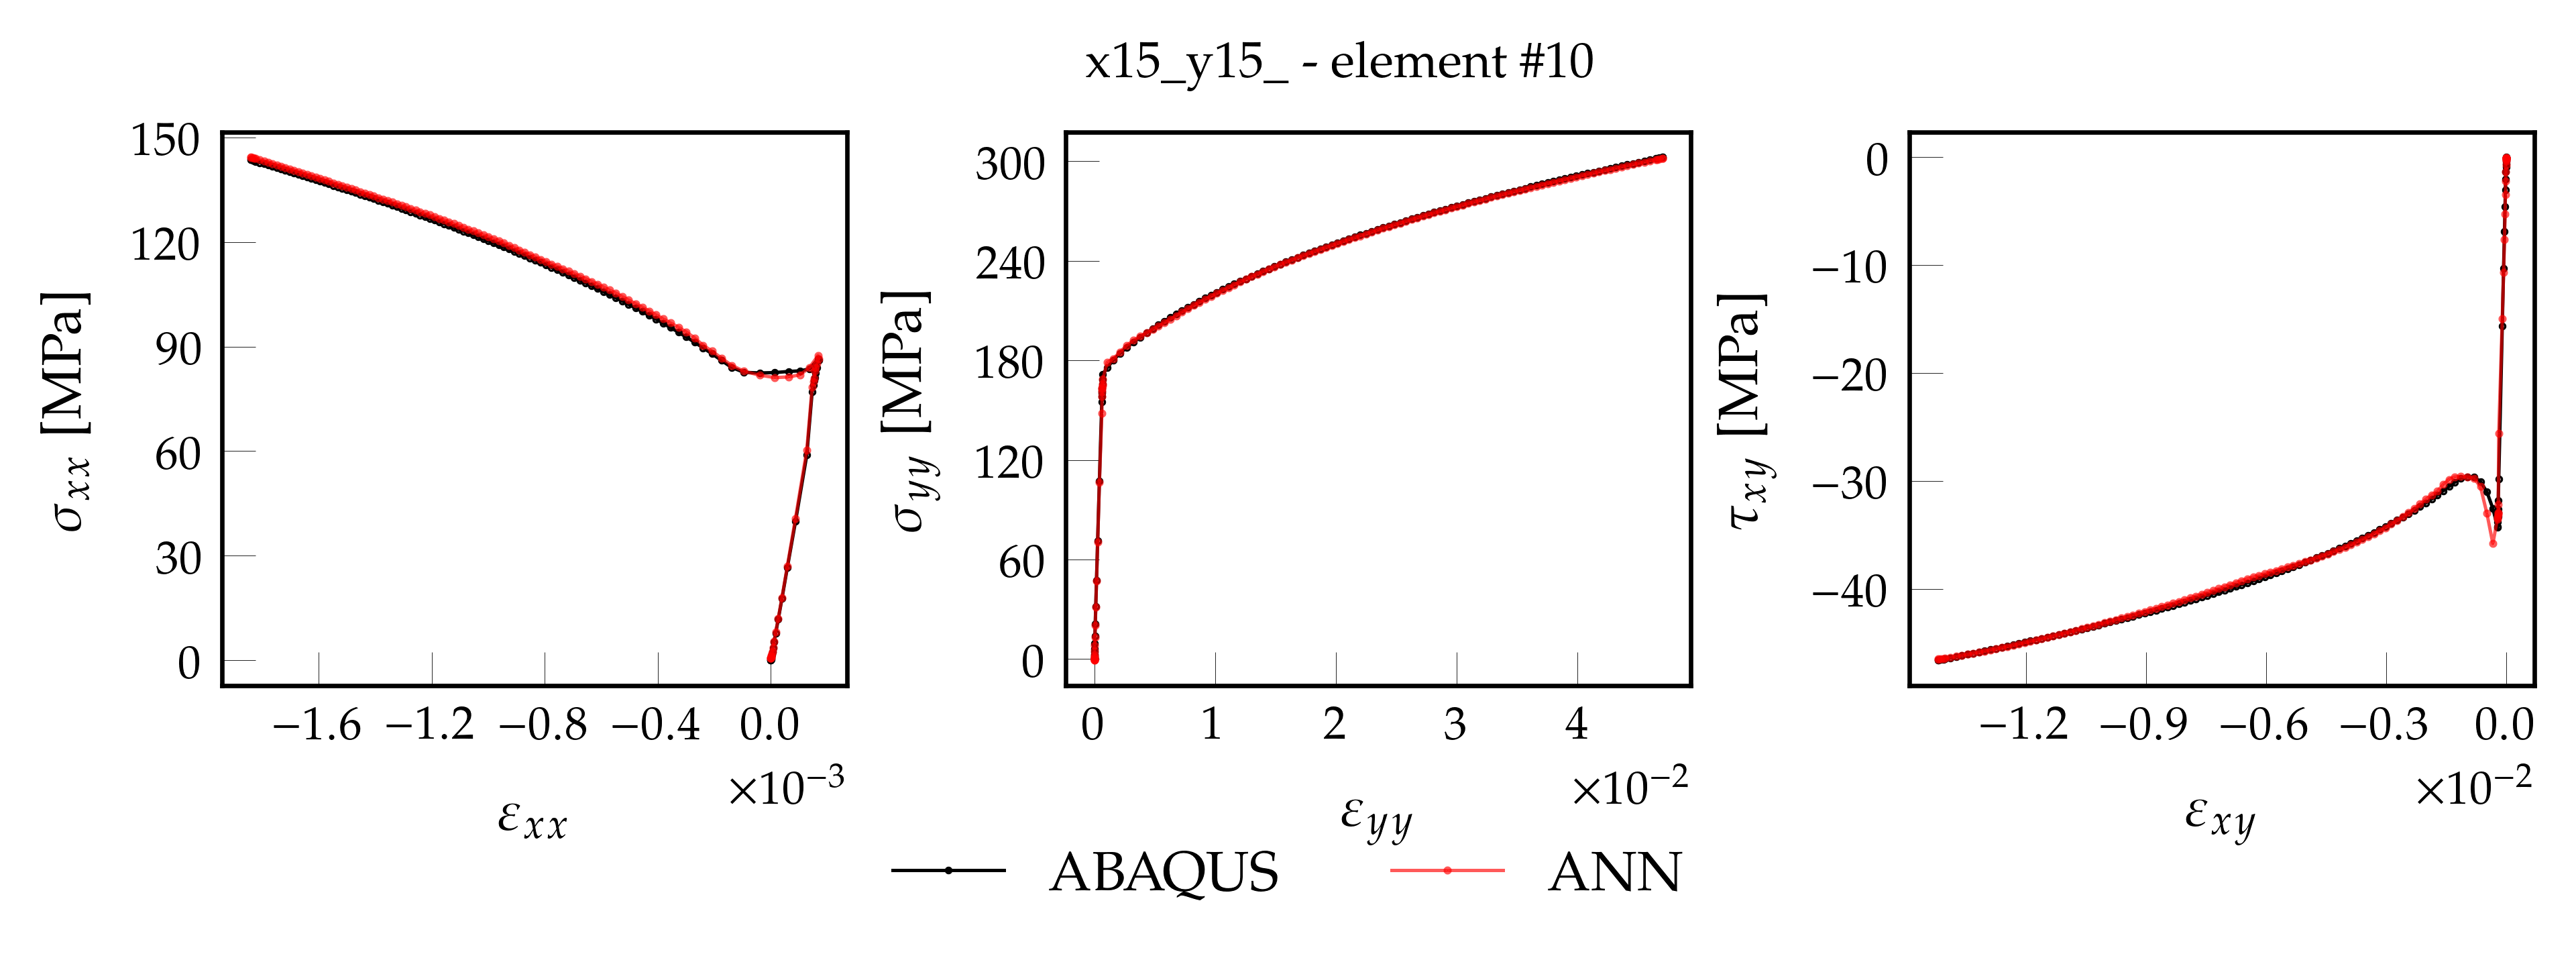 x15_y15_ - element #10
σxx [MPa]
150
120
90
60
30
0
−1.6 −1.2 −0.8 −0.4 0.0
×10−3
εxx
σyy [MPa]
300
240
180
120
60
0
0 1 2 3 4
×10−2
εyy
τxy [MPa]
0
−10
−20
−30
−40
−1.2 −0.9 −0.6 −0.3 0.0
×10−2
εxy
ABAQUS ANN